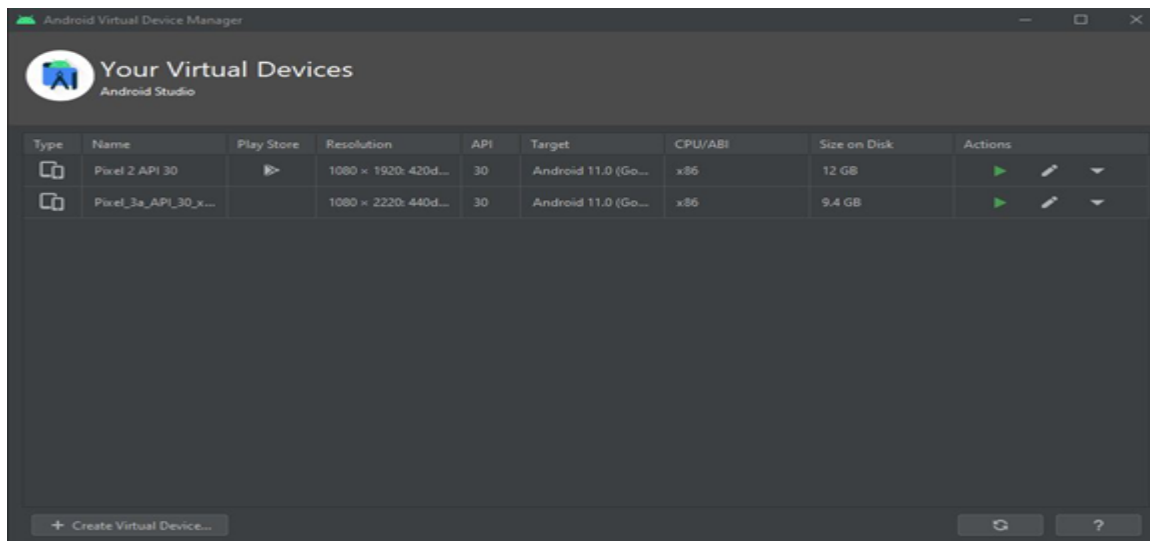 Android Virtual Device Manager
Your Virtual Devices
Android Studio
Type Name Play Store Resolution API Target CPU/ABI Size on Disk Actions
Pixel 2 API 30 1080 × 1920: 420d... 30 Android 11.0 (Go... x86 12 GB
Pixel_3a_API_30_x... 1080 × 2220: 440d... 30 Android 11.0 (Go... x86 9.4 GB
+ Create Virtual Device... ?